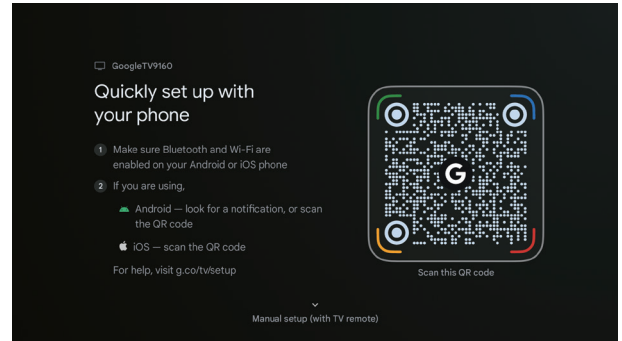 GoogleTV9160
Quickly set up with
your phone
1 Make sure Bluetooth and Wi-Fi are
enabled on your Android or iOS phone
2 If you are using,
Android — look for a notification, or scan
the QR code
iOS — scan the QR code
For help, visit g.co/tv/setup
G
Scan this QR code
Manual setup (with TV remote)